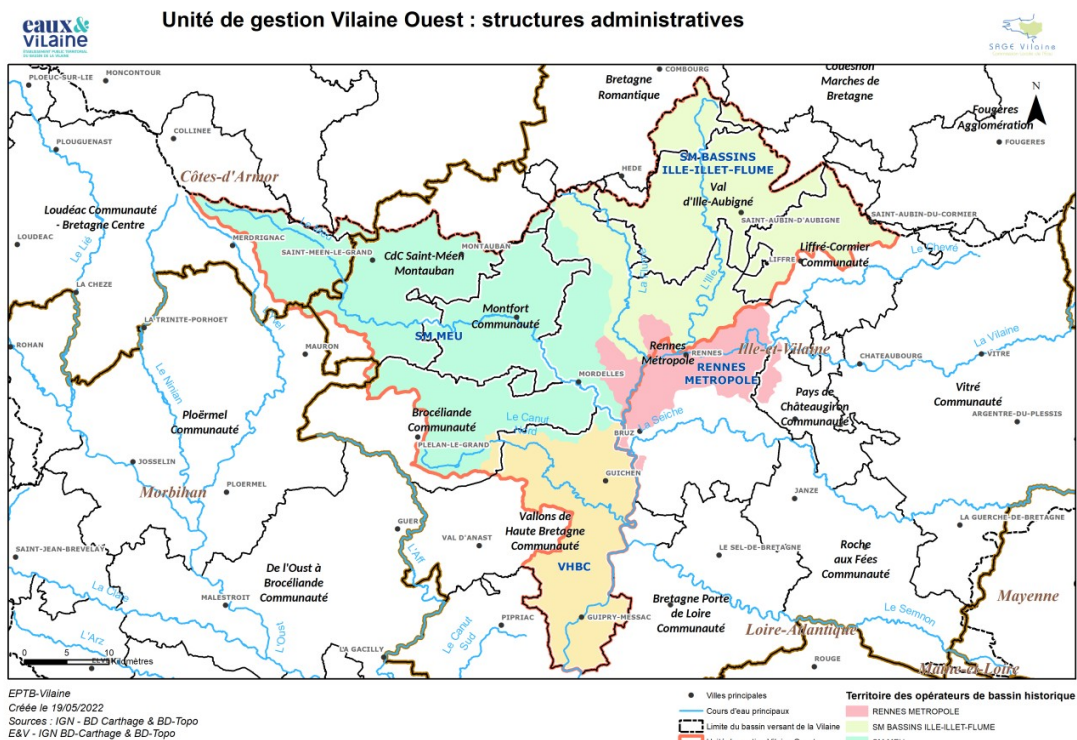 Unité de gestion Vilaine Ouest : structures administratives
eaux&
VILAINE
SAGE Vilaine
PLOEUC-SUR-LIE
MONCONTOUR
COMBOURG
Bretagne
Romantique
Couesnon
Marches de
Bretagne
N
Fougères
Agglomération
FOUGERES
PLOUGUENAST
COLLINEE
Côtes-d'Armor
HEDE
SM BASSINS
ILLE-ILLET-FLUME
Val
d'Ille-Aubigné
SAINT-AUBIN-D'AUBIGNE
SAINT-AUBIN-DU-CORMIER
Loudéac Communauté
- Bretagne Centre
LOUDEAC
Le Lié
MERDRIGNAC
SAINT-MEEN-LE-GRAND
MONTAUBAN
CdC Saint-Méen
Montauban
Liffré-Cormier
Communauté
LIFFRE
Le Chevré
L'Ille
LA CHEZE
LA TRINITE-PORHOET
Montfort
Communauté
SM MEU
ROHAN
MAURON
Rennes
Métropole
RENNES
Ille-et-Vilaine
RENNES
METROPOLE
La Vilaine
CHATEAUBOURG
VITRE
Le Ninian
MORDELLES
Vitré
Communauté
Pays de
Châteaugiron
Communauté
ARGENTRE-DU-PLESSIS
Ploërmel
Communauté
Brocéliande
Communauté
Le Canut
Nord
La Seiche
BRUZ
PLELAN-LE-GRAND
JOSSELIN
GUICHEN
Morbihan
PLOERMEL
JANZE
GUER
Vallons de
Haute Bretagne
Communauté
LA GUERCHE-DE-BRETAGNE
VAL D'ANAST
SAINT-JEAN-BREVELAY
L'Aff
LE SEL-DE-BRETAGNE
Roche
aux Fées
Communauté
VHBC
De l'Oust à
Brocéliande
Communauté
La Claie
MALESTROIT
Bretagne Porte
de Loire
Communauté
Mayenne
Le Semnon
L'Arz
L'Oust
Le Canut
Sud
PIPRIAC
GUIPRY-MESSAC
Loire-Atlantique
LA GACILLY
ROUGE
Maine-et-Loire
0 5 10
Kilomètres
EPTB-Vilaine
Créée le 19/05/2022
Sources : IGN - BD Carthage & BD-Topo
E&V - IGN BD-Carthage & BD-Topo
Villes principales
Cours d'eau principaux
Limite du bassin versant de la Vilaine
Territoire des opérateurs de bassin historique
RENNES METROPOLE
SM BASSINS ILLE-ILLET-FLUME